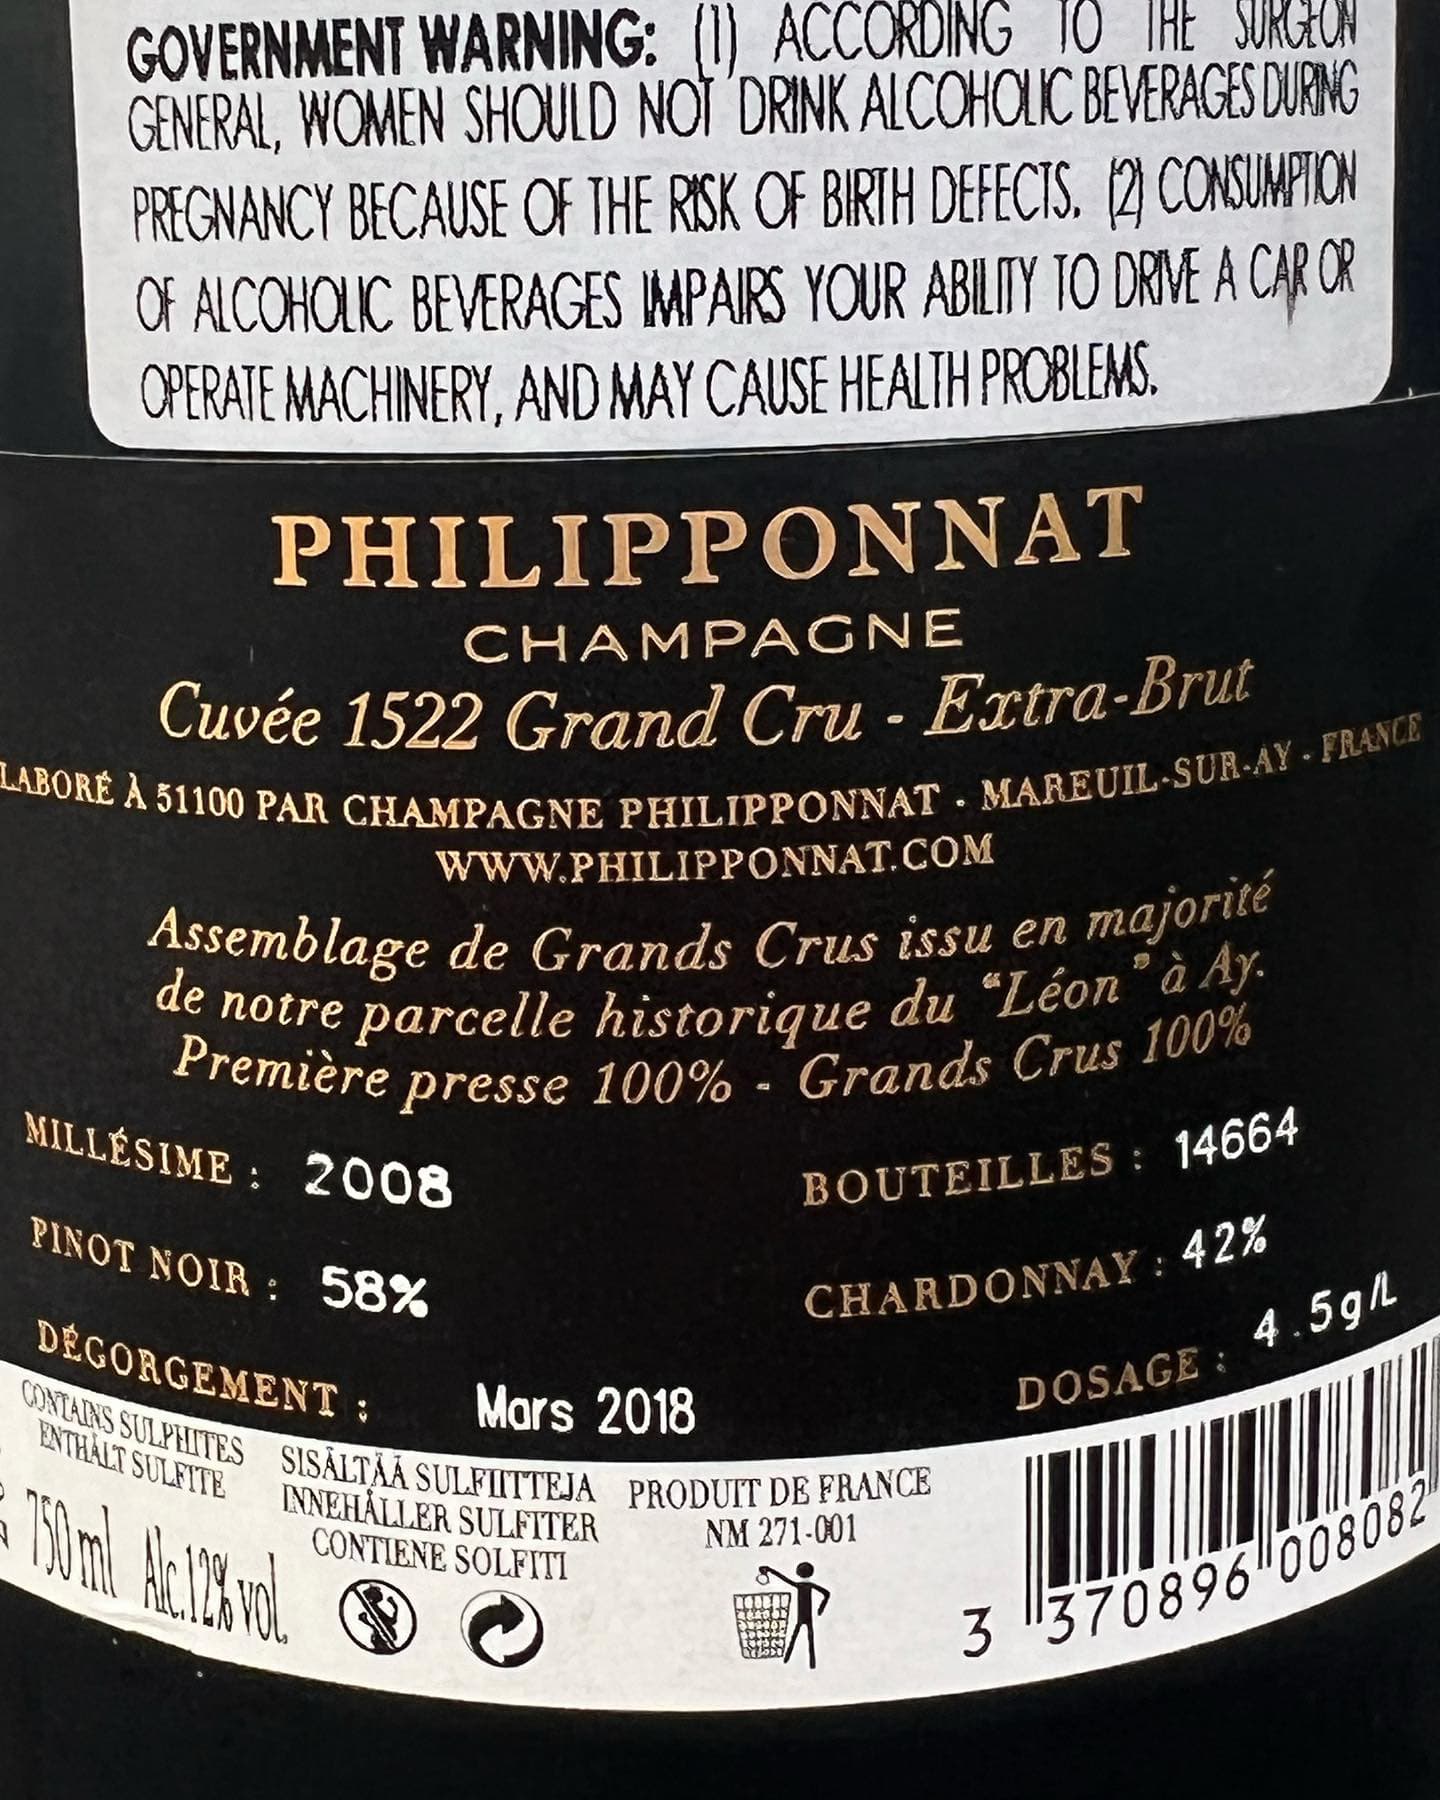 GOVERNMENT WARNING: (1) ACCORDING TO THE SURGEON
GENERAL, WOMEN SHOULD NOT DRINK ALCOHOLIC BEVERAGES DURING
PREGNANCY BECAUSE OF THE RISK OF BIRTH DEFECTS. (2) CONSUMPTION
OF ALCOHOLIC BEVERAGES IMPAIRS YOUR ABILITY TO DRIVE A CAR OR
OPERATE MACHINERY, AND MAY CAUSE HEALTH PROBLEMS.
PHILIPPONNAT
CHAMPAGNE
Cuvée 1522 Grand Cru - Extra-Brut
LABORÉ À 51100 PAR CHAMPAGNE PHILIPPONNAT - MAREUIL-SUR-AY - FRANCE
WWW.PHILIPPONNAT.COM
Assemblage de Grands Crus issu en majorité
de notre parcelle historique du "Léon" à Ay.
Première presse 100% - Grands Crus 100%
MILLÉSIME : 2008
BOUTEILLES : 14664
PINOT NOIR : 58%
CHARDONNAY : 42%
DÉGORGEMENT : Mars 2018
DOSAGE : 4.5g/L
CONTAINS SULPHITES
ENTHÄLT SULFITE
750 ml Alc.12% vol.
SISÄLTÄÄ SULFIITTEJA
INNEHÅLLER SULFITER
CONTIENE SOLFITI
PRODUIT DE FRANCE
NM 271-001
3 370896 008082